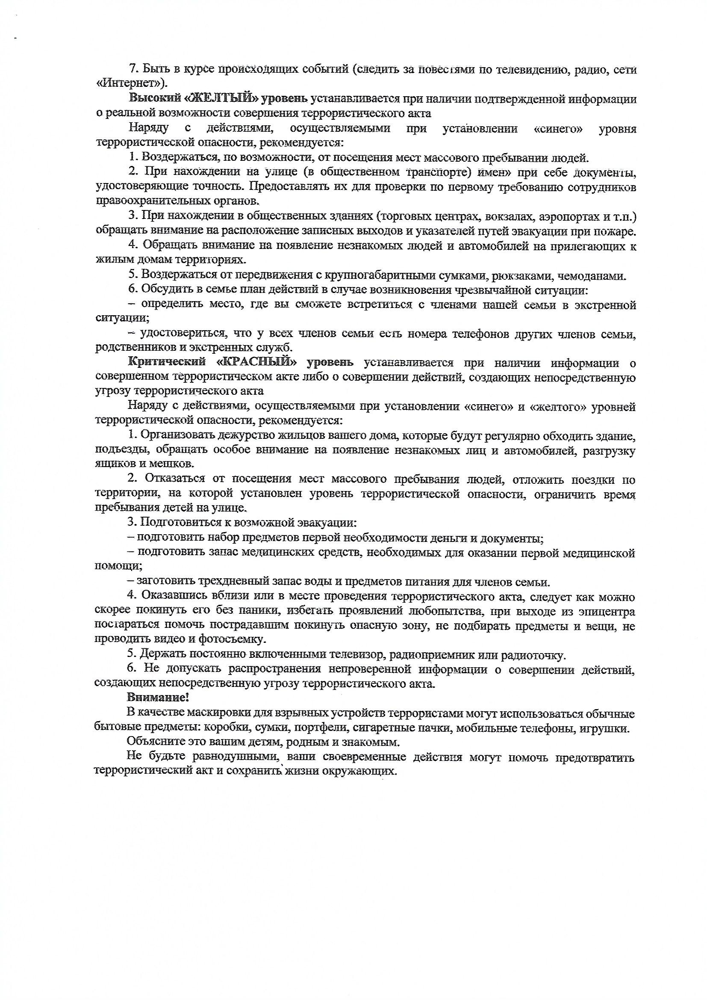 7. Быть в курсе происходящих событий (следить за повестями по телевидению, радио, сети
«Интернет»).
Высокий «ЖЕЛТЫЙ» уровень устанавливается при наличии подтвержденной информации
о реальной возможности совершения террористического акта
Наряду с действиями, осуществляемыми при установлении «синего» уровня
террористической опасности, рекомендуется:
1. Воздержаться, по возможности, от посещения мест массового пребывании людей.
2. При нахождении на улице (в общественном транспорте) имен» при себе документы,
удостоверяющие точность. Предоставлять их для проверки по первому требованию сотрудников
правоохранительных органов.
3. При нахождении в общественных зданиях (торговых центрах, вокзалах, аэропортах и т.п.)
обращать внимание на расположение записных выходов и указателей путей эвакуации при пожаре.
4. Обращать внимание на появление незнакомых людей и автомобилей на прилегающих к
жилым домам территориях.
5. Воздержаться от передвижения с крупногабаритными сумками, рюкзаками, чемоданами.
6. Обсудить в семье план действий в случае возникновения чрезвычайной ситуации:
– определить место, где вы сможете встретиться с членами нашей семьи в экстренной
ситуации;
– удостовериться, что у всех членов семьи есть номера телефонов других членов семьи,
родственников и экстренных служб.
Критический «КРАСНЫЙ» уровень устанавливается при наличии информации о
совершенном террористическом акте либо о совершении действий, создающих непосредственную
угрозу террористического акта
Наряду с действиями, осуществляемыми при установлении «синего» и «желтого» уровней
террористической опасности, рекомендуется:
1. Организовать дежурство жильцов вашего дома, которые будут регулярно обходить здание,
подъезды, обращать особое внимание на появление незнакомых лиц и автомобилей, разгрузку
ящиков и мешков.
2. Отказаться от посещения мест массового пребывания людей, отложить поездки по
территории, на которой установлен уровень террористической опасности, ограничить время
пребывания детей на улице.
3. Подготовиться к возможной эвакуации:
– подготовить набор предметов первой необходимости деньги и документы;
– подготовить запас медицинских средств, необходимых для оказании первой медицинской
помощи;
– заготовить трехдневный запас воды и предметов питания для членов семьи.
4. Оказавшись вблизи или в месте проведения террористического акта, следует как можно
скорее покинуть его без паники, избегать проявлений любопытства, при выходе из эпицентра
постараться помочь пострадавшим покинуть опасную зону, не подбирать предметы и вещи, не
проводить видео и фотосъемку.
5. Держать постоянно включенными телевизор, радиоприемник или радиоточку.
6. Не допускать распространения непроверенной информации о совершении действий,
создающих непосредственную угрозу террористического акта.
Внимание!
В качестве маскировки для взрывных устройств террористами могут использоваться обычные
бытовые предметы: коробки, сумки, портфели, сигаретные пачки, мобильные телефоны, игрушки.
Объясните это вашим детям, родным и знакомым.
Не будьте равнодушными, ваши своевременные действия могут помочь предотвратить
террористический акт и сохранить жизни окружающих.